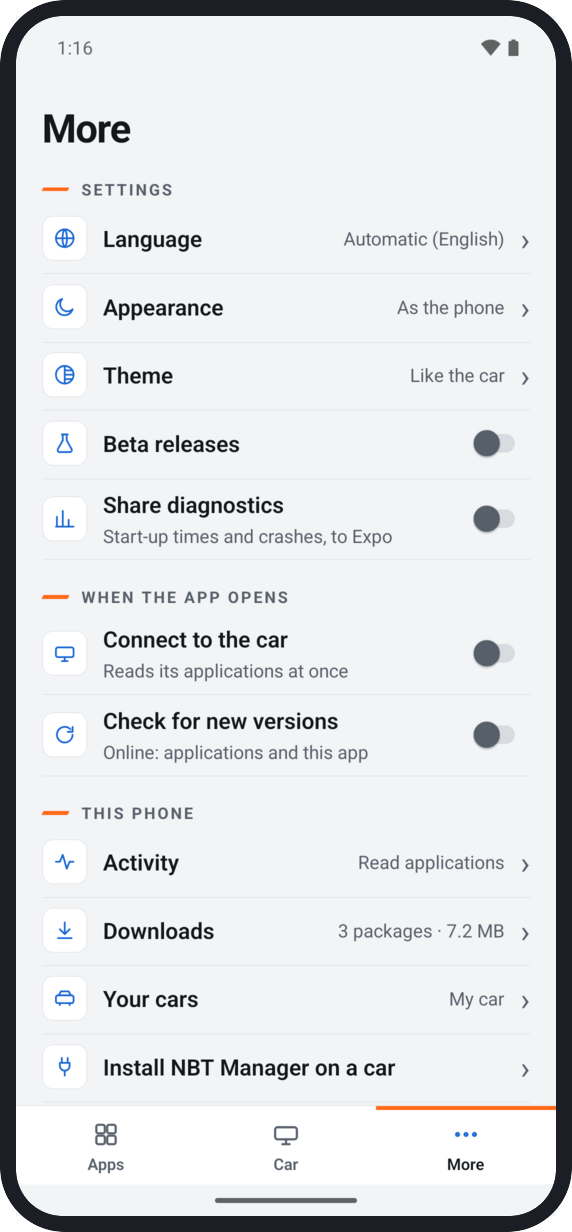 1:16
More
SETTINGS
Language
Automatic (English)
Appearance
As the phone
Theme
Like the car
Beta releases
Share diagnostics
Start-up times and crashes, to Expo
WHEN THE APP OPENS
Connect to the car
Reads its applications at once
Check for new versions
Online: applications and this app
THIS PHONE
Activity
Read applications
Downloads
3 packages · 7.2 MB
Your cars
My car
Install NBT Manager on a car
Apps
Car
More